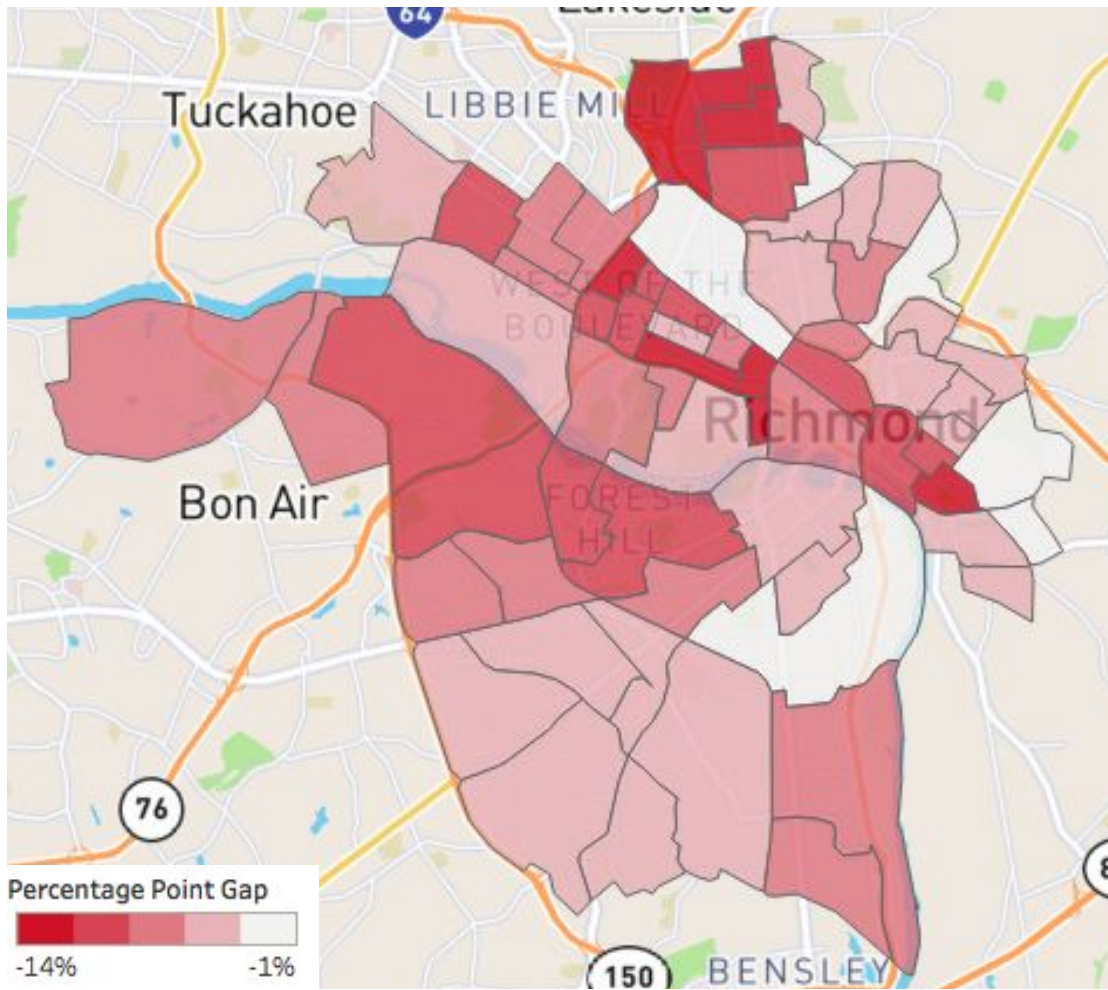 Lakeside
64
Tuckahoe
LIBBIE MILL
WEST OF THE
BOULEVARD
Richmond
Bon Air
FOREST
HILL
76
8
Percentage Point Gap
-14%
-1%
150
BENSLEY